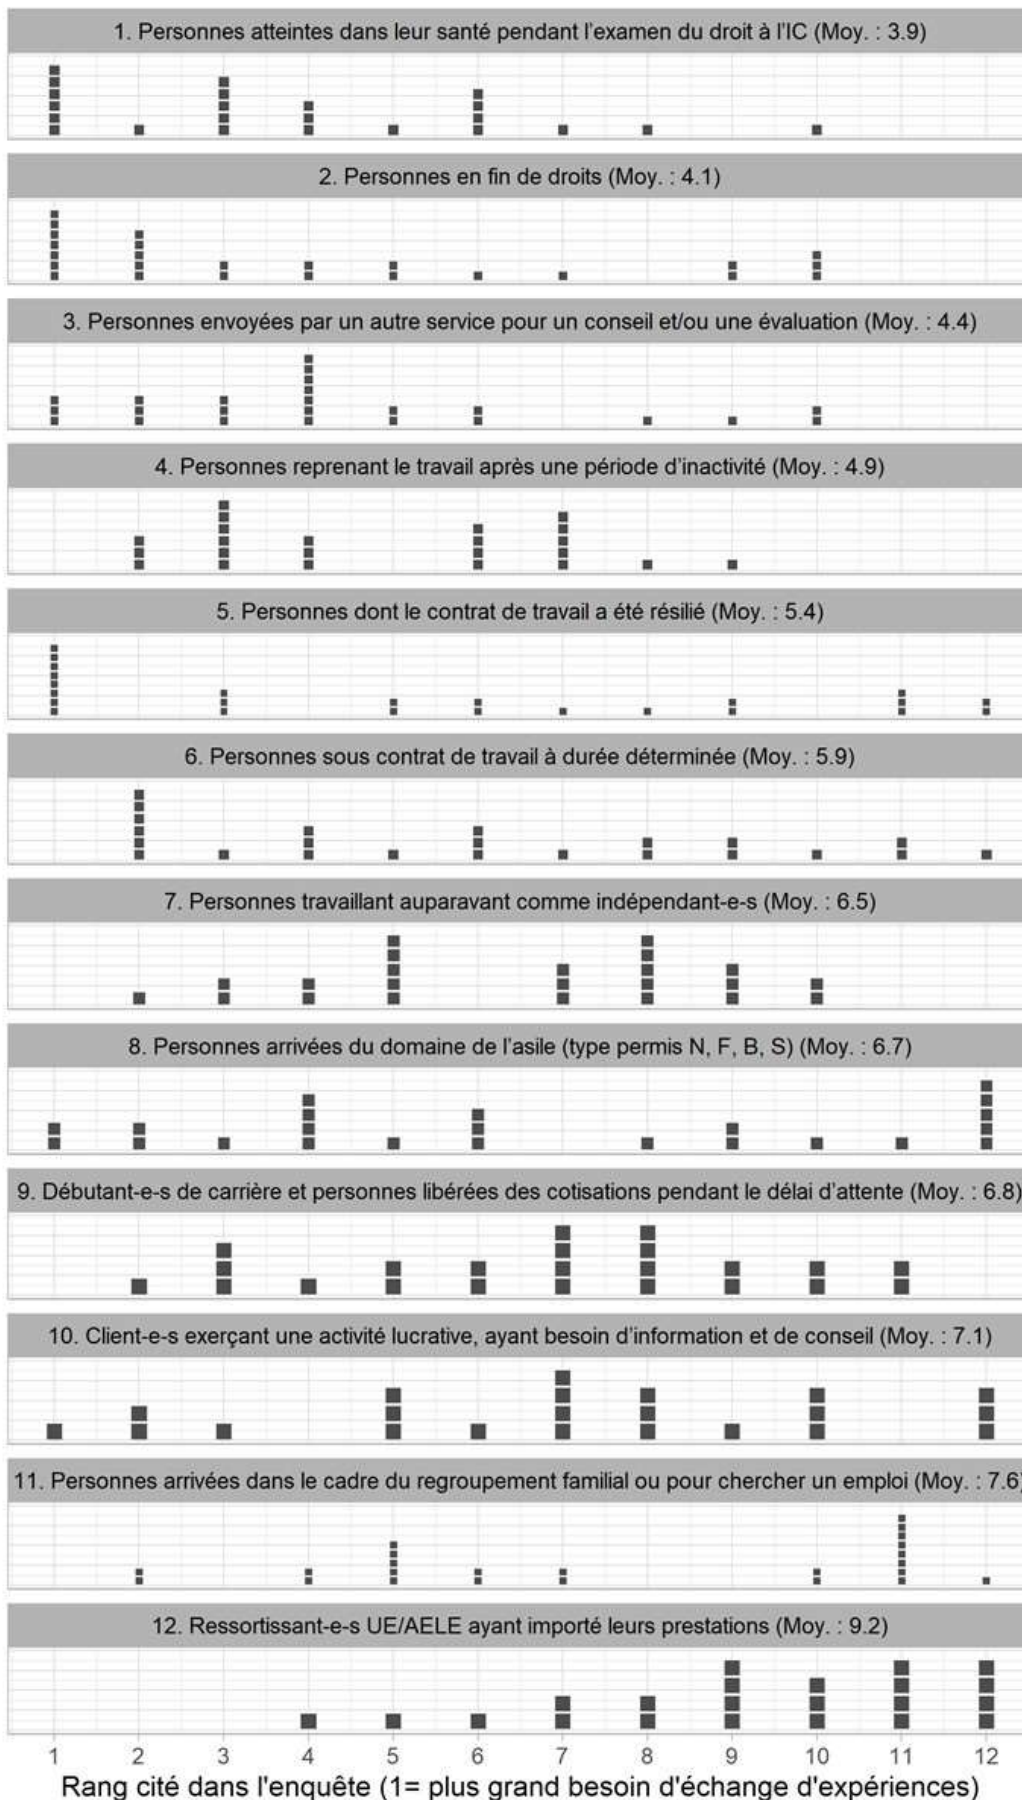 1. Personnes atteintes dans leur santé pendant l'examen du droit à l'IC (Moy. : 3.9)
2. Personnes en fin de droits (Moy. : 4.1)
3. Personnes envoyées par un autre service pour un conseil et/ou une évaluation (Moy. : 4.4)
4. Personnes reprenant le travail après une période d'inactivité (Moy. : 4.9)
5. Personnes dont le contrat de travail a été résilié (Moy. : 5.4)
6. Personnes sous contrat de travail à durée déterminée (Moy. : 5.9)
7. Personnes travaillant auparavant comme indépendant-e-s (Moy. : 6.5)
8. Personnes arrivées du domaine de l'asile (type permis N, F, B, S) (Moy. : 6.7)
9. Débutant-e-s de carrière et personnes libérées des cotisations pendant le délai d'attente (Moy. : 6.8)
10. Client-e-s exerçant une activité lucrative, ayant besoin d'information et de conseil (Moy. : 7.1)
11. Personnes arrivées dans le cadre du regroupement familial ou pour chercher un emploi (Moy. : 7.6)
12. Ressortissant-e-s UE/AELE ayant importé leurs prestations (Moy. : 9.2)
1 2 3 4 5 6 7 8 9 10 11 12
Rang cité dans l'enquête (1= plus grand besoin d'échange d'expériences)